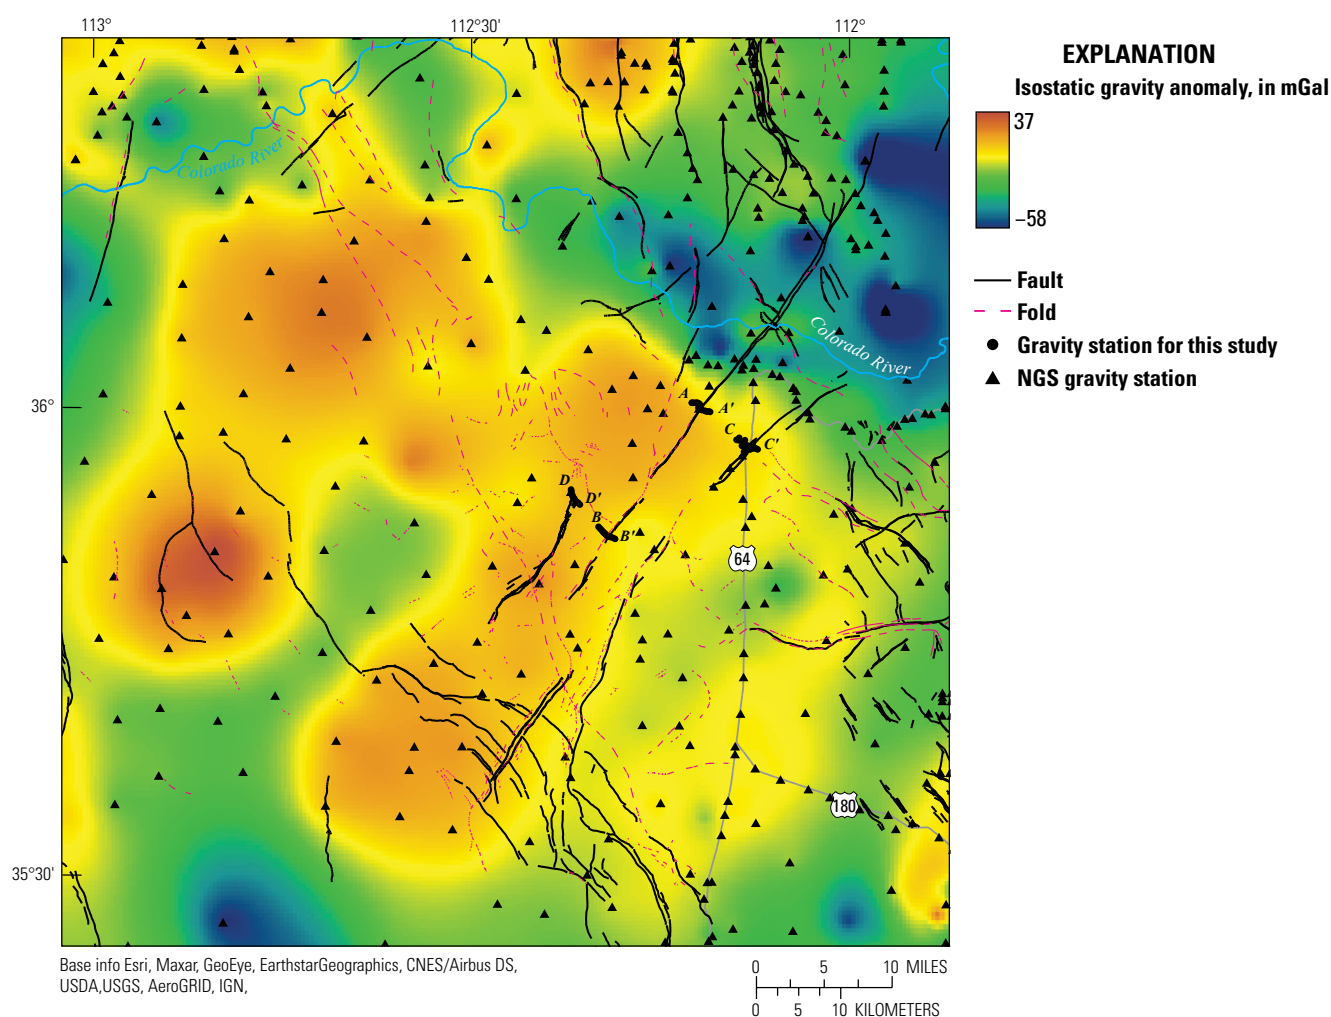 113°
112°30'
112°
EXPLANATION
Isostatic gravity anomaly, in mGal
37
–58
Fault
Fold
Gravity station for this study
NGS gravity station
Colorado River
Colorado River
36°
A
A'
C
C'
D
D'
B
B'
64
180
35°30'
Base info Esri, Maxar, GeoEye, EarthstarGeographics, CNES/Airbus DS,
USDA,USGS, AeroGRID, IGN,
0 5 10 MILES
0 5 10 KILOMETERS